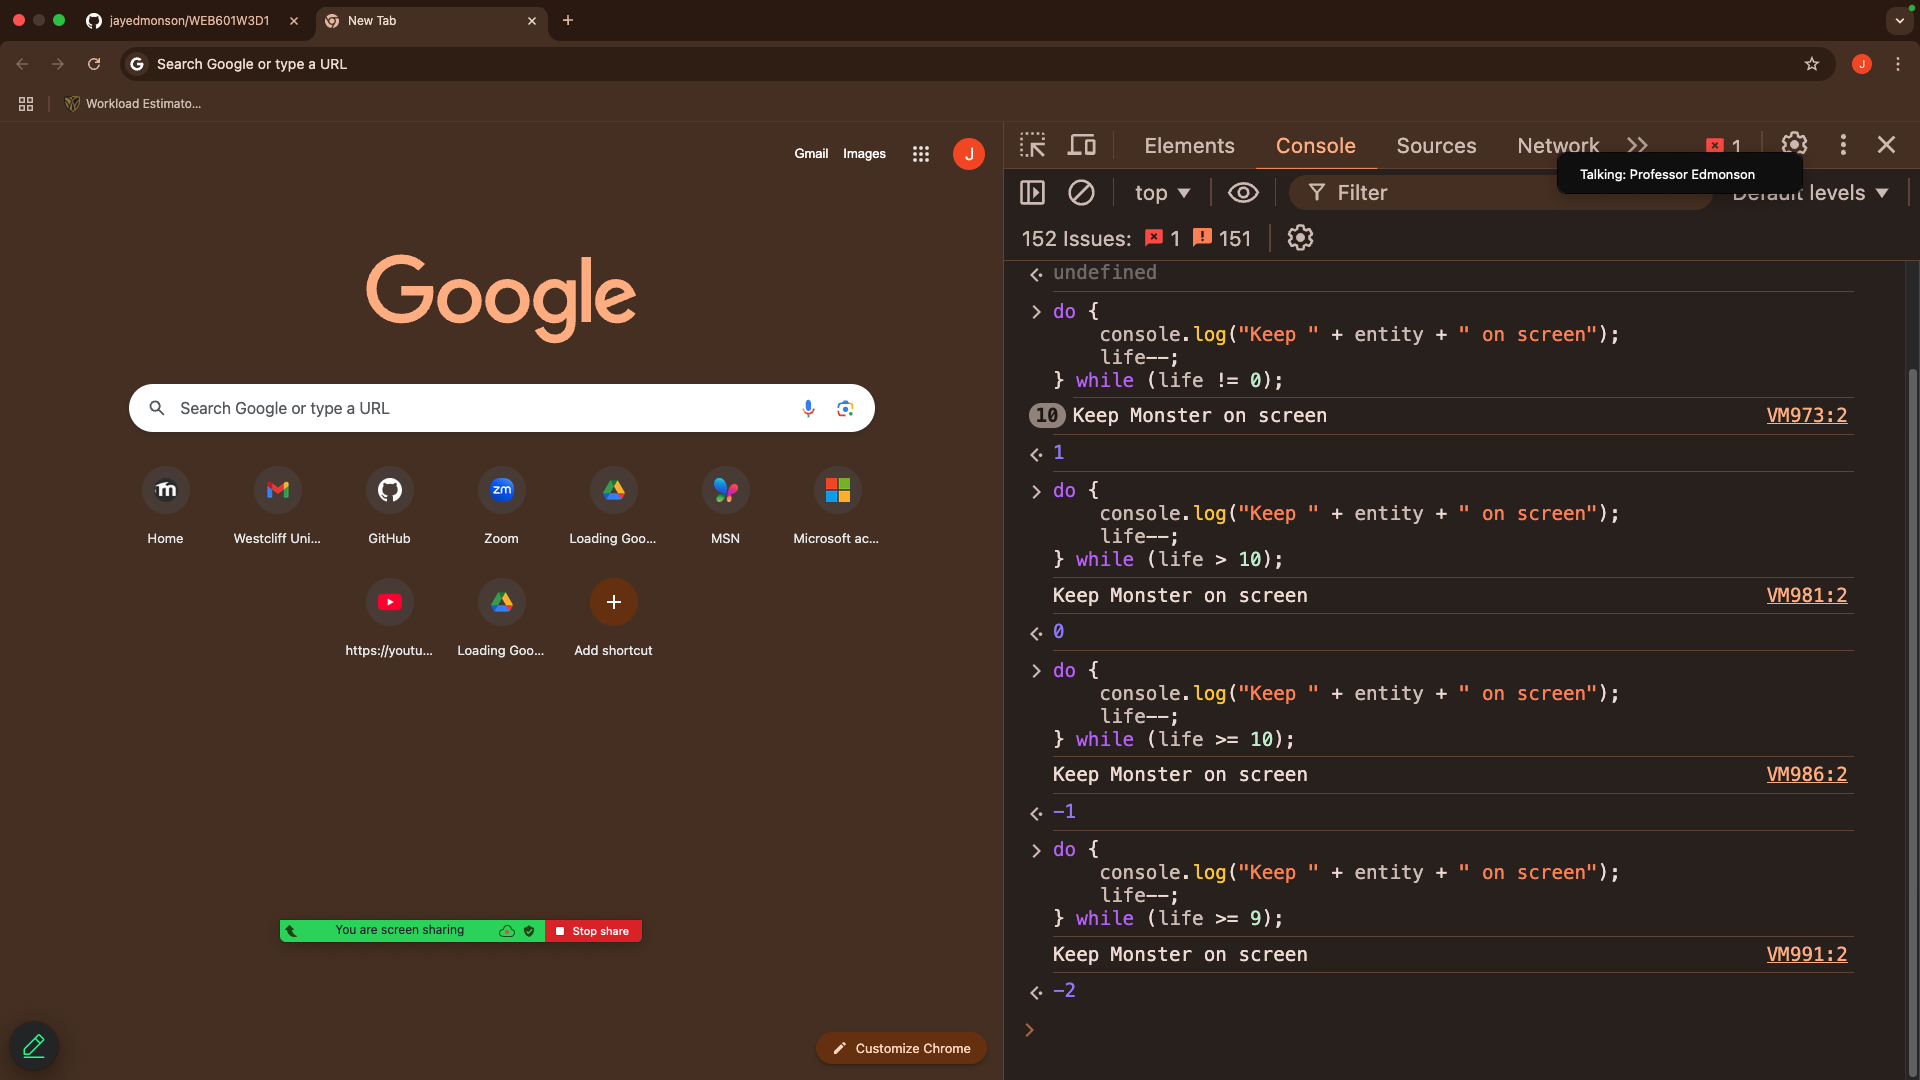 jayedmonson/WEB601W3D1
New Tab
Search Google or type a URL
J
Workload Estimato...
Gmail
Images
J
Google
Search Google or type a URL
Home
Westcliff Uni...
GitHub
zm
Zoom
Loading Goo...
MSN
Microsoft ac...
https://youtu...
Loading Goo...
Add shortcut
You are screen sharing
Stop share
Customize Chrome
Elements
Console
Sources
Network
1
Talking: Professor Edmonson
top
Filter
Default levels
152 Issues: 1 151
undefined
do {
console.log("Keep " + entity + " on screen");
life--;
} while (life != 0);
10 Keep Monster on screen VM973:2
1
do {
console.log("Keep " + entity + " on screen");
life--;
} while (life > 10);
Keep Monster on screen VM981:2
0
do {
console.log("Keep " + entity + " on screen");
life--;
} while (life >= 10);
Keep Monster on screen VM986:2
-1
do {
console.log("Keep " + entity + " on screen");
life--;
} while (life >= 9);
Keep Monster on screen VM991:2
-2